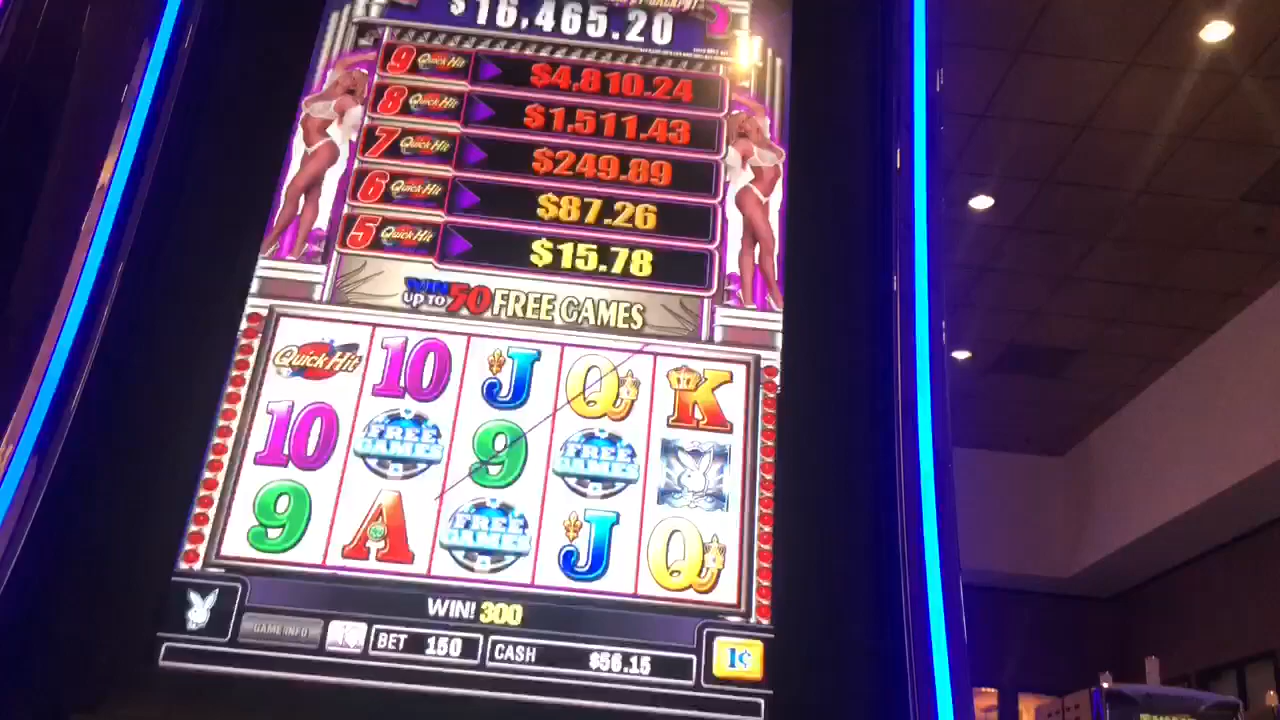 $16,465.20
9 Quick Hit $4,810.24
8 Quick Hit $1,511.43
7 Quick Hit $249.89
6 Quick Hit $87.26
5 Quick Hit $15.78
WIN UP TO 50 FREE GAMES
Quick Hit 10 J Q K
10 FREE GAMES 9 FREE GAMES
9 A FREE GAMES J Q
WIN! 300
GAME INFO BET 150 CASH $56.15 1¢